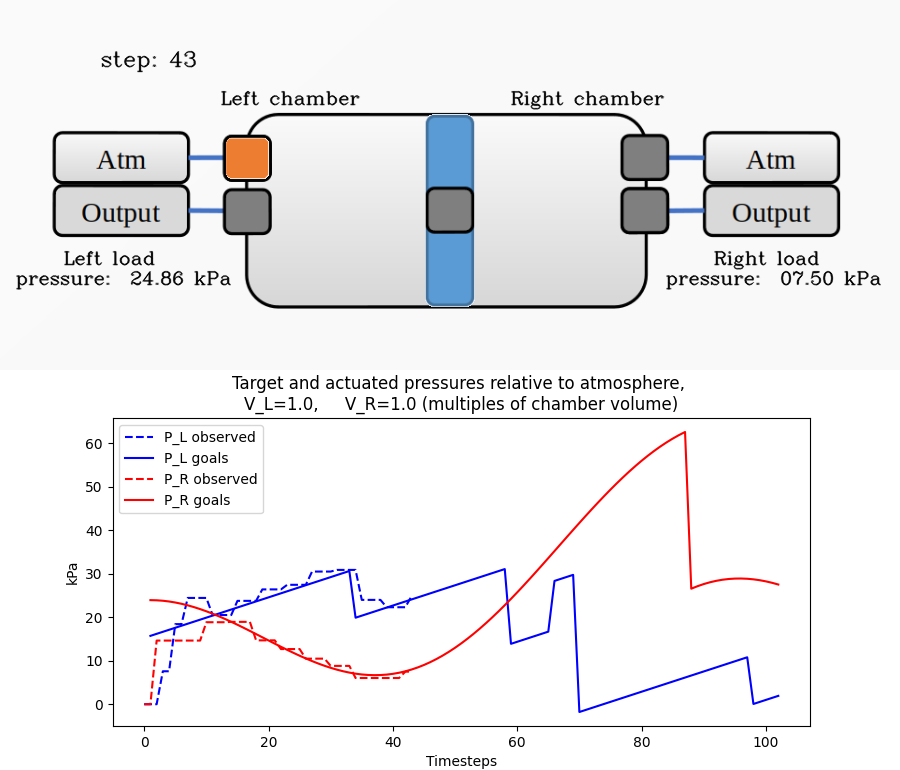 step: 43
Left chamber
Right chamber
Atm
Atm
Output
Output
Left load
pressure: 24.86 kPa
Right load
pressure: 07.50 kPa
Target and actuated pressures relative to atmosphere,
V_L=1.0, V_R=1.0 (multiples of chamber volume)
P_L observed
P_L goals
P_R observed
P_R goals
60
50
40
30
20
10
0
kPa
0 20 40 60 80 100
Timesteps